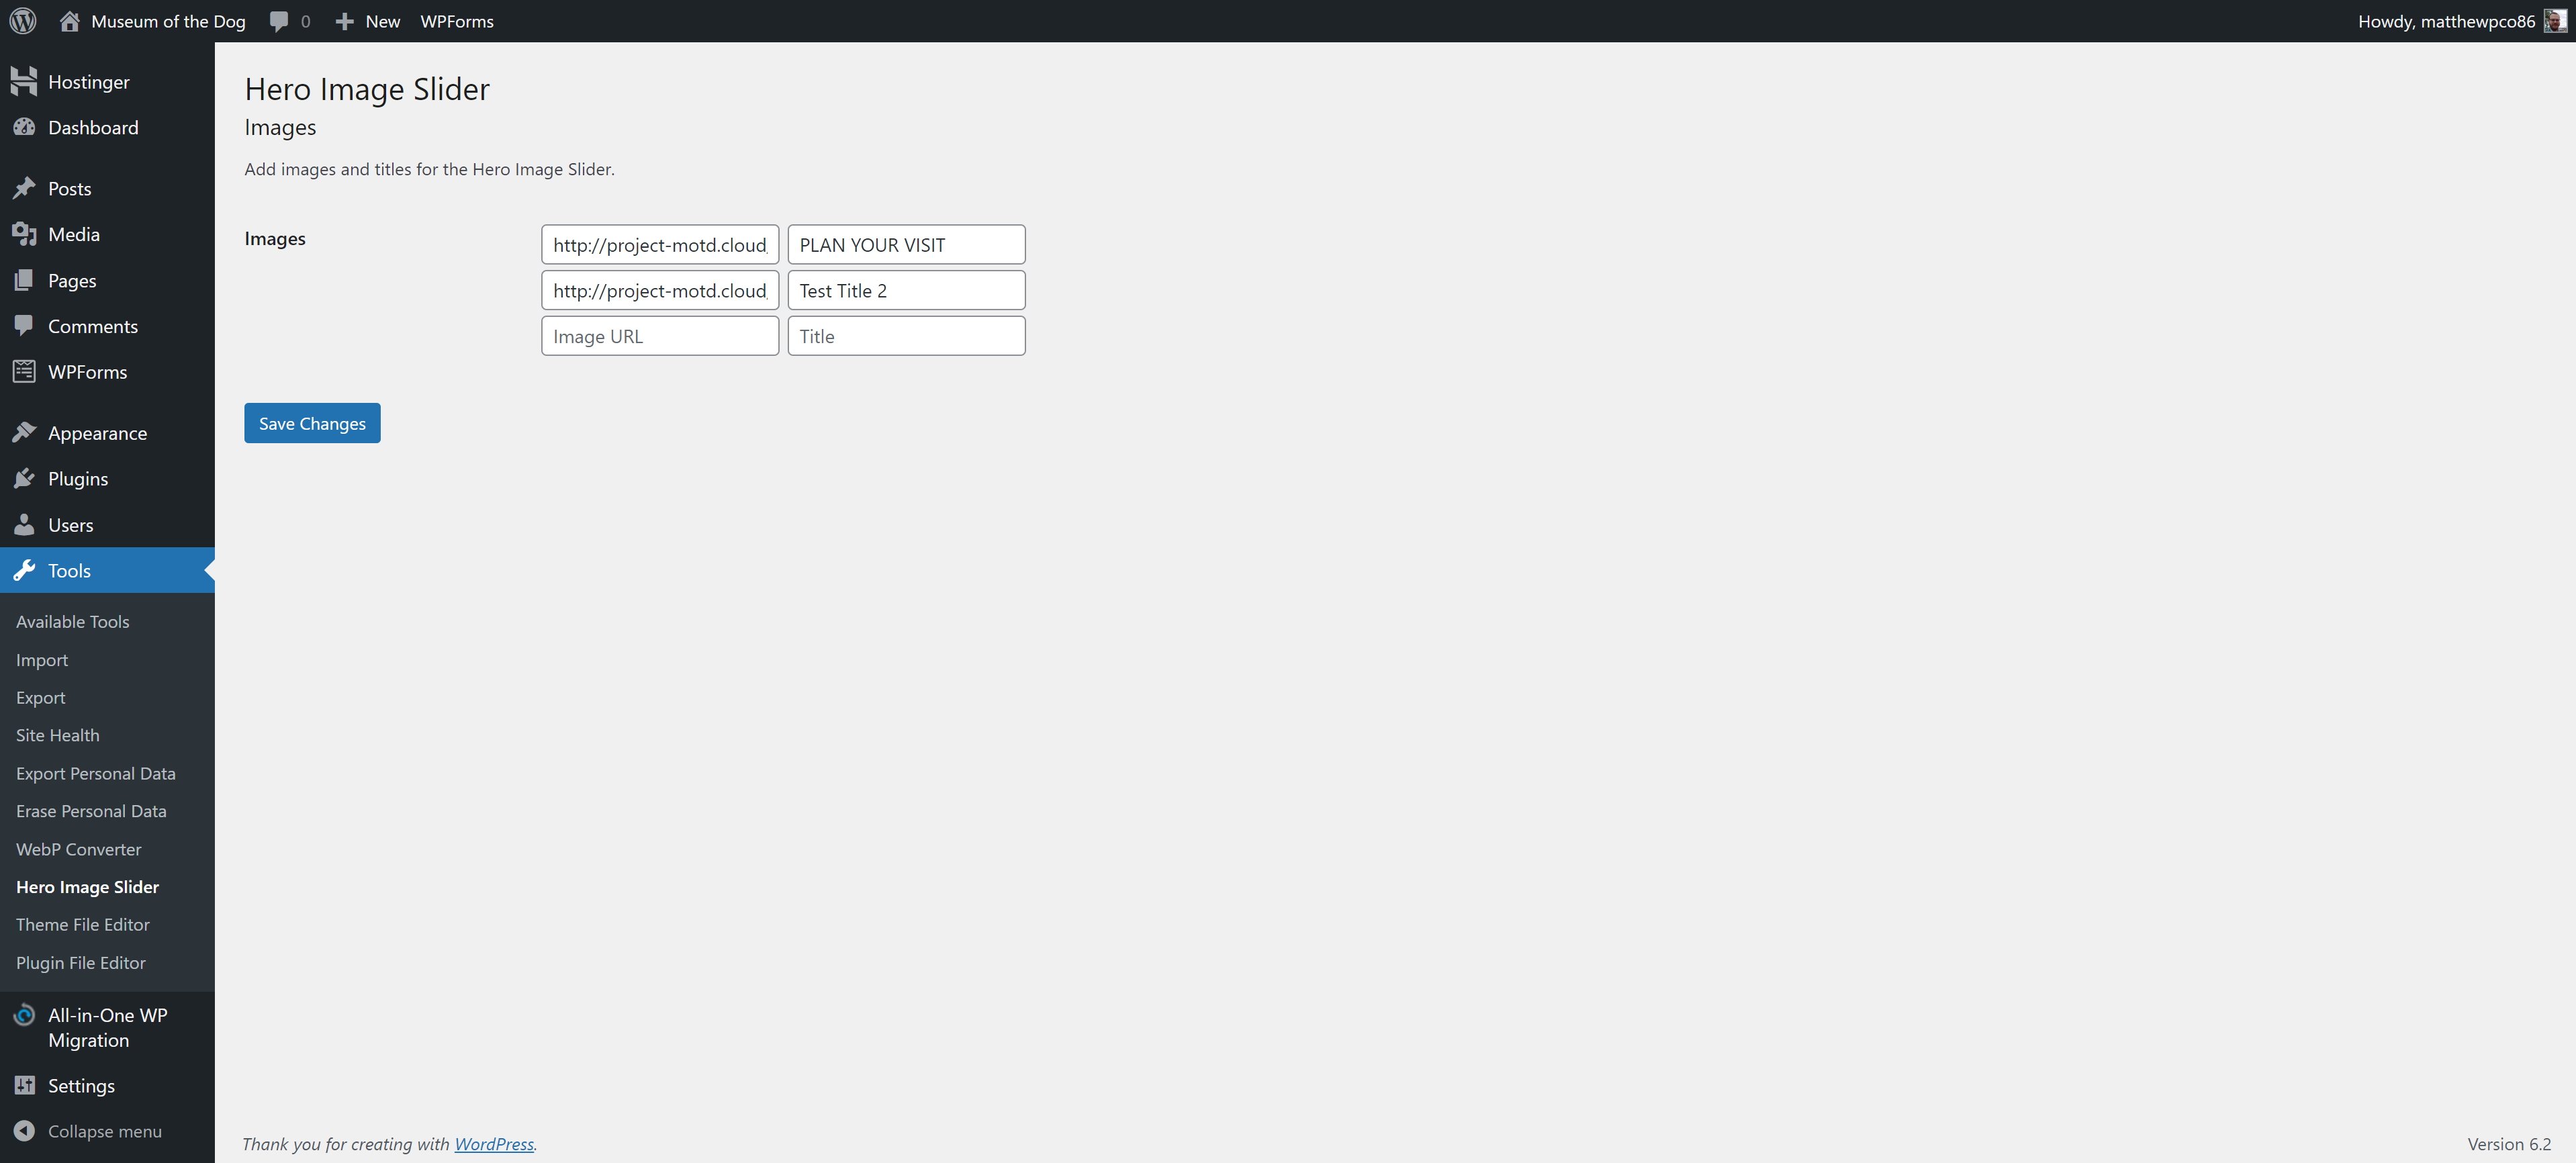 Museum of the Dog 0 New WPForms Howdy, matthewpco86
Hostinger
Dashboard
Posts
Media
Pages
Comments
WPForms
Appearance
Plugins
Users
Tools
Available Tools
Import
Export
Site Health
Export Personal Data
Erase Personal Data
WebP Converter
Hero Image Slider
Theme File Editor
Plugin File Editor
All-in-One WP
Migration
Settings
Collapse menu
Hero Image Slider
Images
Add images and titles for the Hero Image Slider.
Images
http://project-motd.cloud PLAN YOUR VISIT
http://project-motd.cloud Test Title 2
Image URL Title
Save Changes
Thank you for creating with WordPress.
Version 6.2